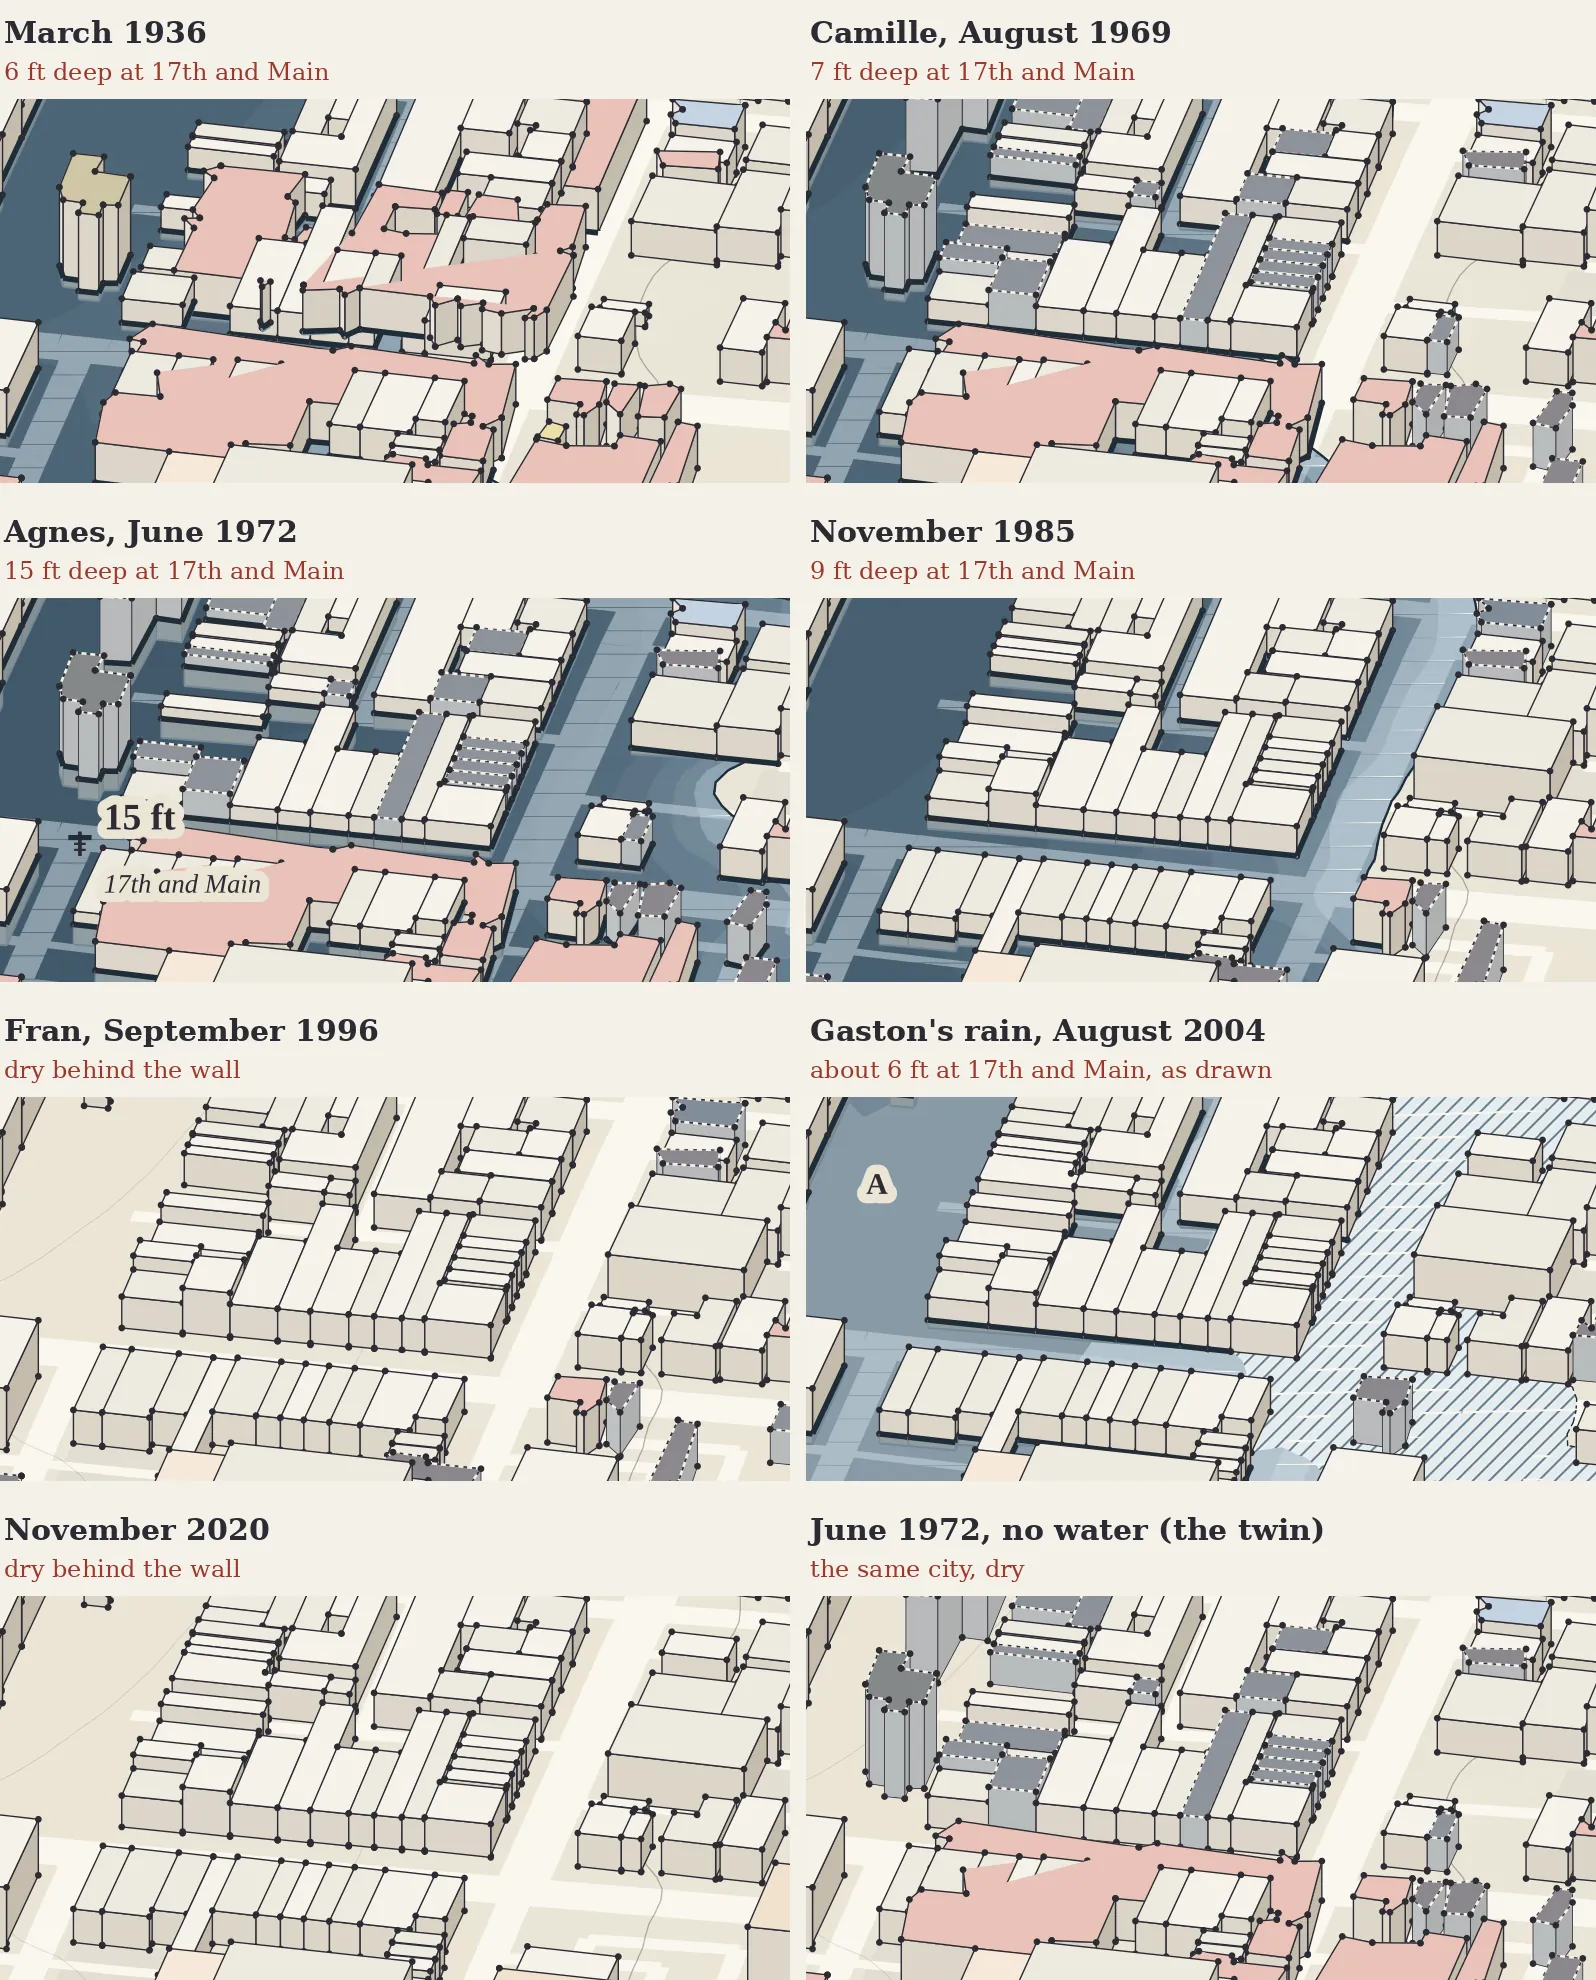 March 1936
6 ft deep at 17th and Main
Camille, August 1969
7 ft deep at 17th and Main
Agnes, June 1972
15 ft deep at 17th and Main
15 ft
17th and Main
November 1985
9 ft deep at 17th and Main
Fran, September 1996
dry behind the wall
Gaston's rain, August 2004
about 6 ft at 17th and Main, as drawn
A
November 2020
dry behind the wall
June 1972, no water (the twin)
the same city, dry